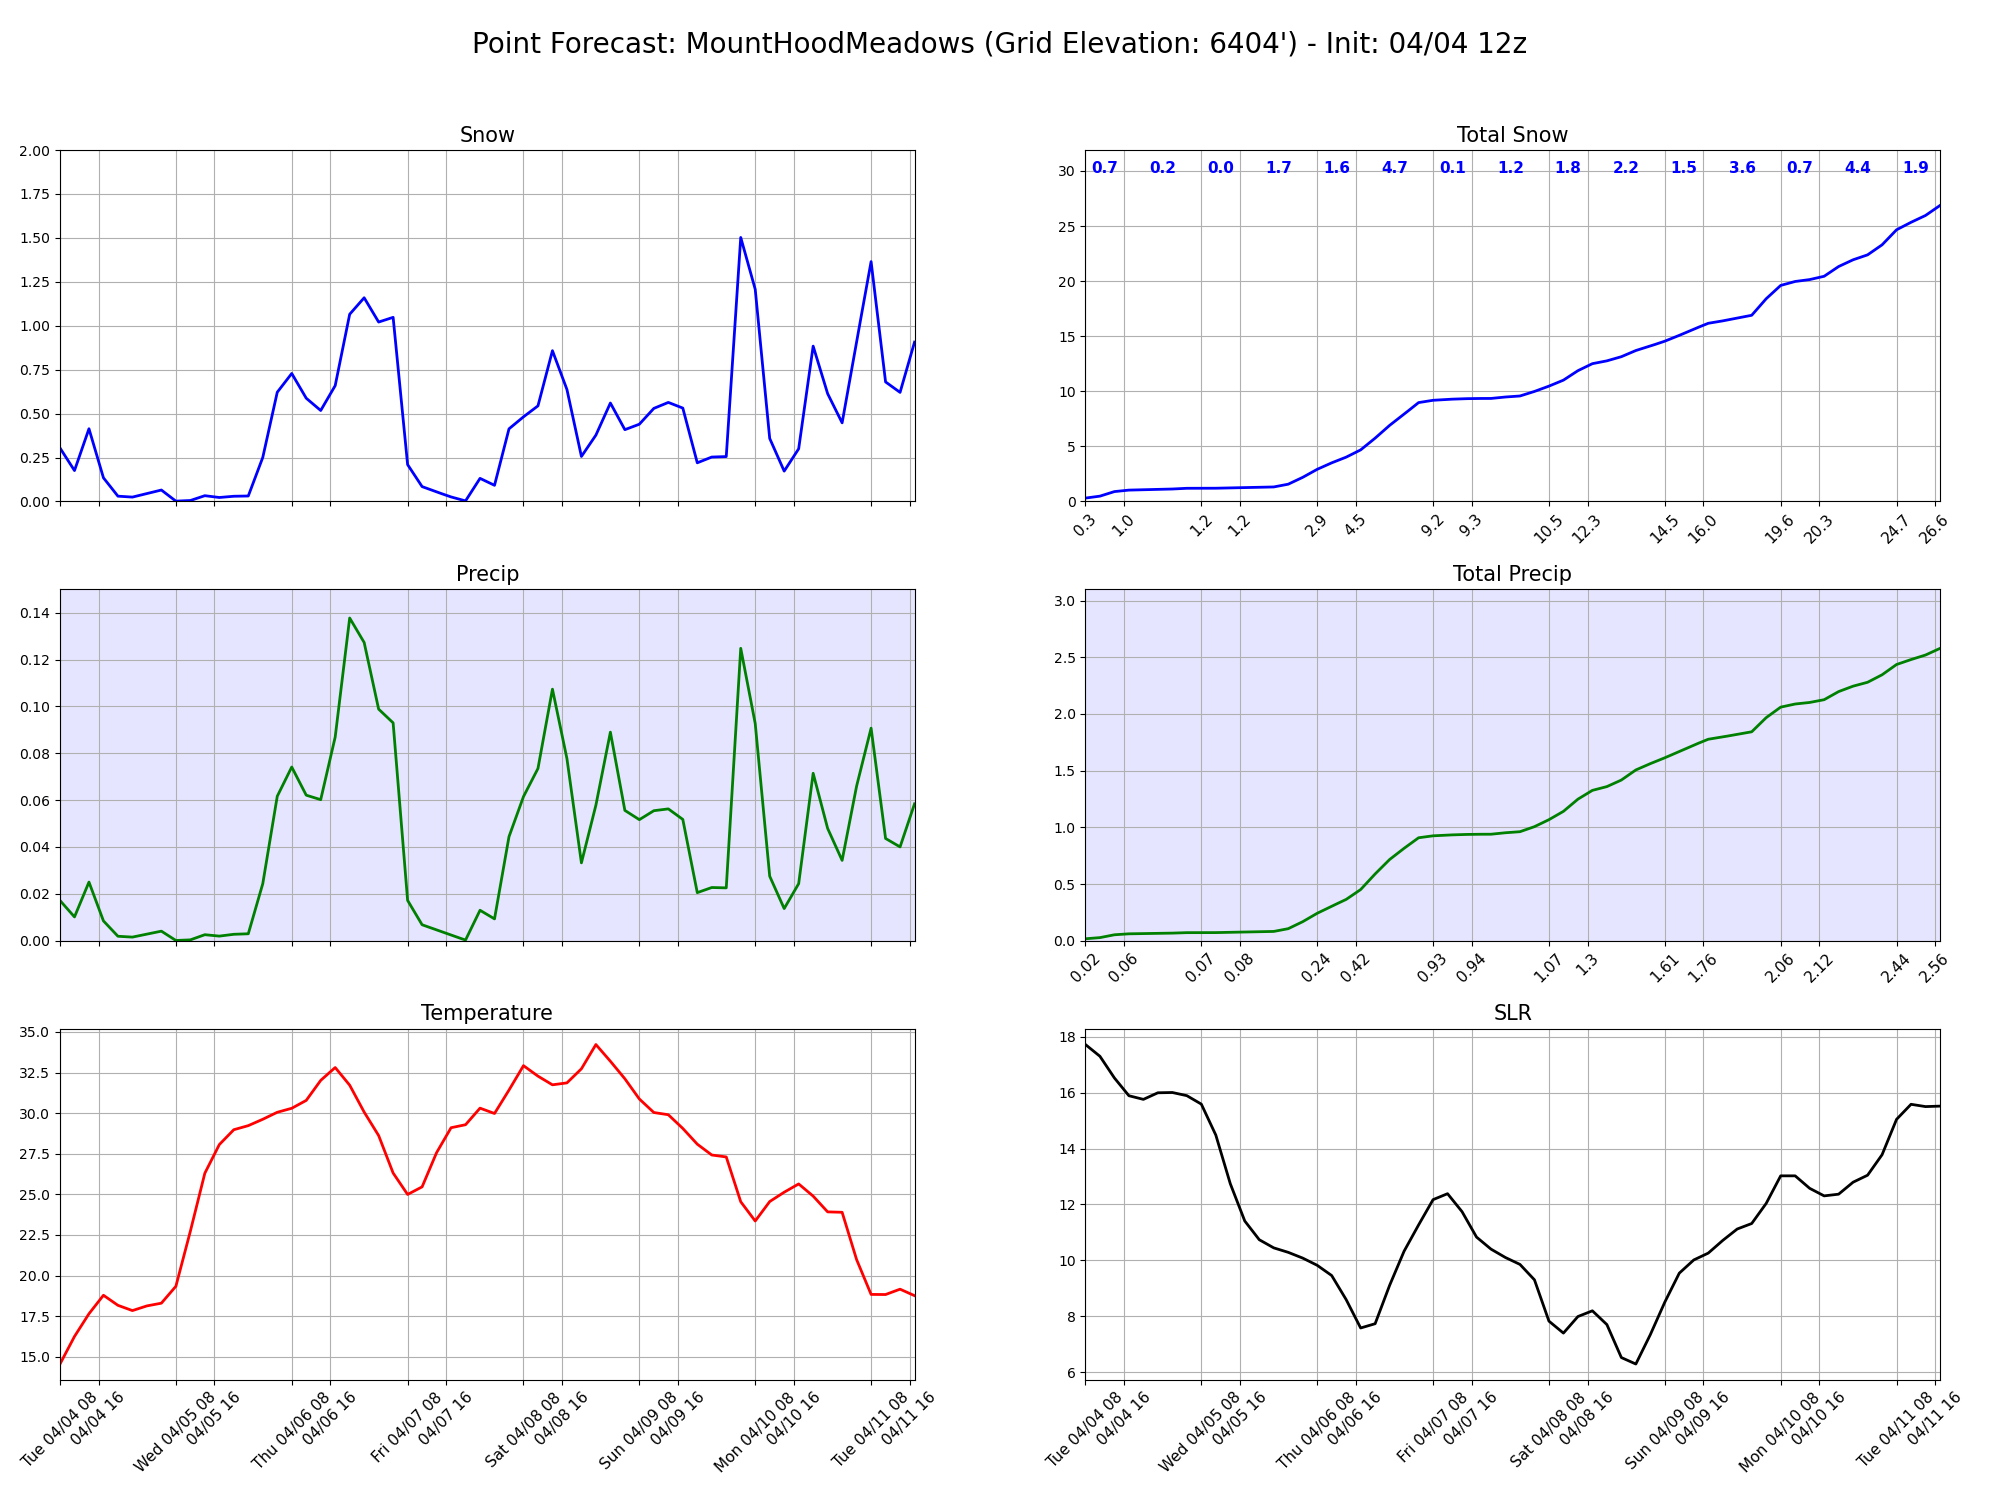 Point Forecast: MountHoodMeadows (Grid Elevation: 6404') - Init: 04/04 12z
Snow
2.00
1.75
1.50
1.25
1.00
0.75
0.50
0.25
0.00
Total Snow
0.7 0.2 0.0 1.7 1.6 4.7 0.1 1.2 1.8 2.2 1.5 3.6 0.7 4.4 1.9
30
25
20
15
10
5
0
0.3 1.0 1.2 1.2 2.9 4.5 9.2 9.3 10.5 12.3 14.5 16.0 19.6 20.3 24.7 26.6
Precip
0.14
0.12
0.10
0.08
0.06
0.04
0.02
0.00
Total Precip
3.0
2.5
2.0
1.5
1.0
0.5
0.0
0.02 0.06 0.07 0.08 0.24 0.42 0.93 0.94 1.07 1.3 1.61 1.76 2.06 2.12 2.44 2.56
Temperature
35.0
32.5
30.0
27.5
25.0
22.5
20.0
17.5
15.0
Tue 04/04 08
04/04 16
Wed 04/05 08
04/05 16
Thu 04/06 08
04/06 16
Fri 04/07 08
04/07 16
Sat 04/08 08
04/08 16
Sun 04/09 08
04/09 16
Mon 04/10 08
04/10 16
Tue 04/11 08
04/11 16
SLR
18
16
14
12
10
8
6
Tue 04/04 08
04/04 16
Wed 04/05 08
04/05 16
Thu 04/06 08
04/06 16
Fri 04/07 08
04/07 16
Sat 04/08 08
04/08 16
Sun 04/09 08
04/09 16
Mon 04/10 08
04/10 16
Tue 04/11 08
04/11 16